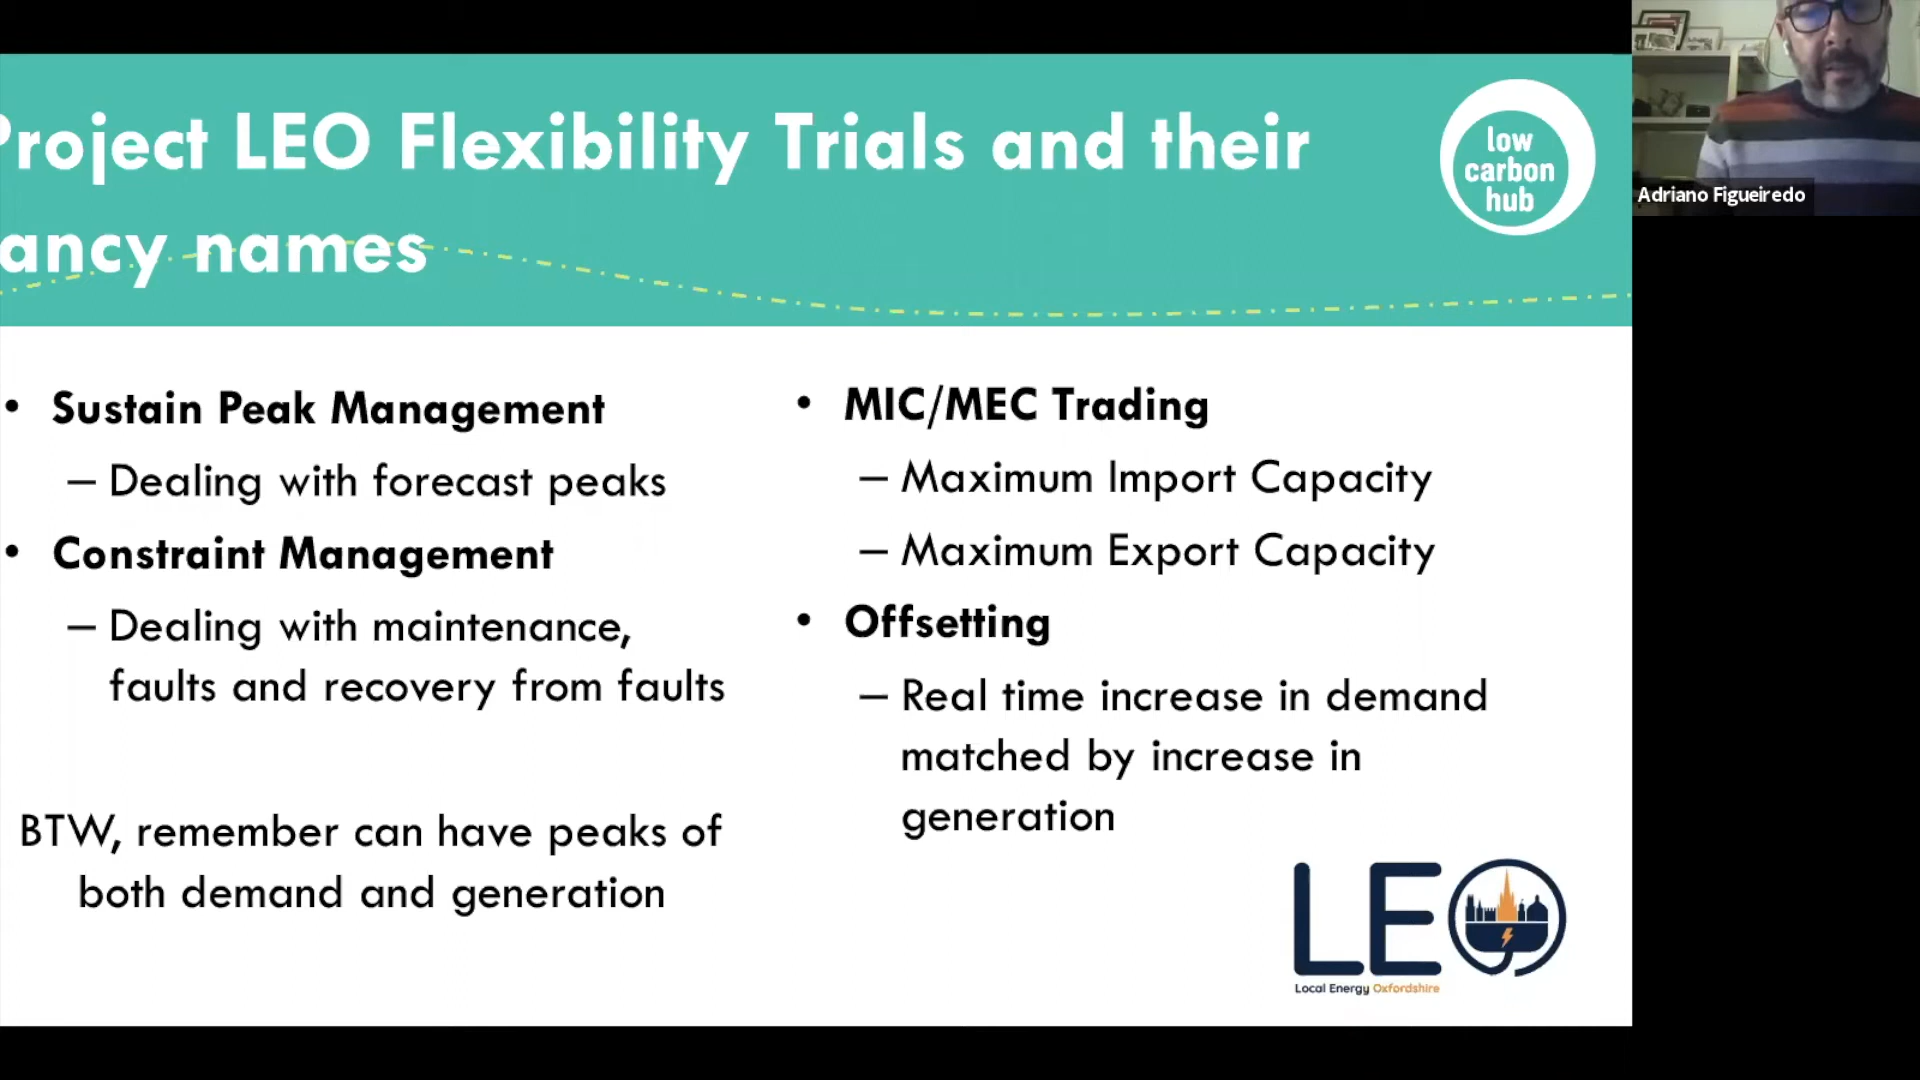 Project LEO Flexibility Trials and their
ancy names
low
carbon
hub
Adriano Figueiredo
• Sustain Peak Management
– Dealing with forecast peaks
• Constraint Management
– Dealing with maintenance,
faults and recovery from faults
BTW, remember can have peaks of
both demand and generation
• MIC/MEC Trading
– Maximum Import Capacity
– Maximum Export Capacity
• Offsetting
– Real time increase in demand
matched by increase in
generation
LEO
Local Energy Oxfordshire